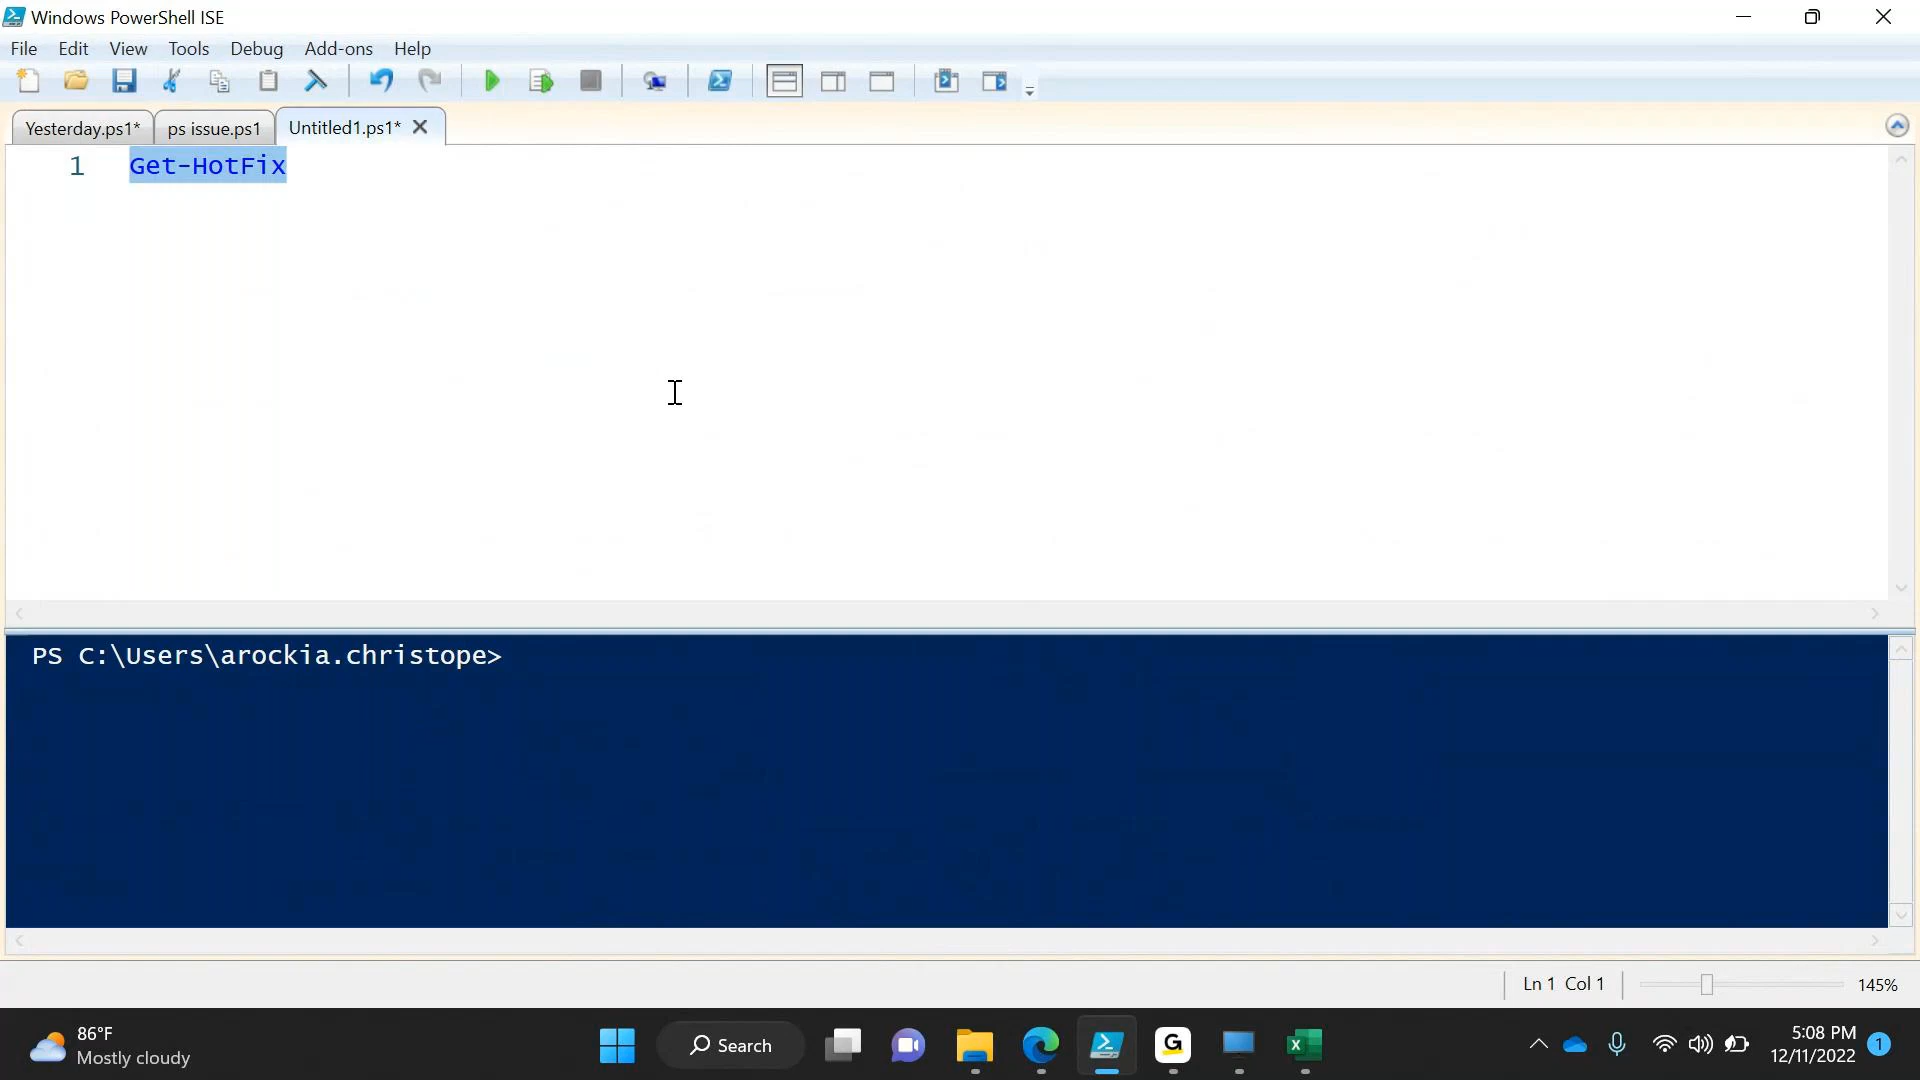 Windows PowerShell ISE
File Edit View Tools Debug Add-ons Help
Yesterday.ps1* ps issue.ps1 Untitled1.ps1*
1 Get-HotFix
PS C:\Users\arockia.christope>
Ln 1 Col 1 145%
86°F
Mostly cloudy
Search
G
X
5:08 PM
12/11/2022
1